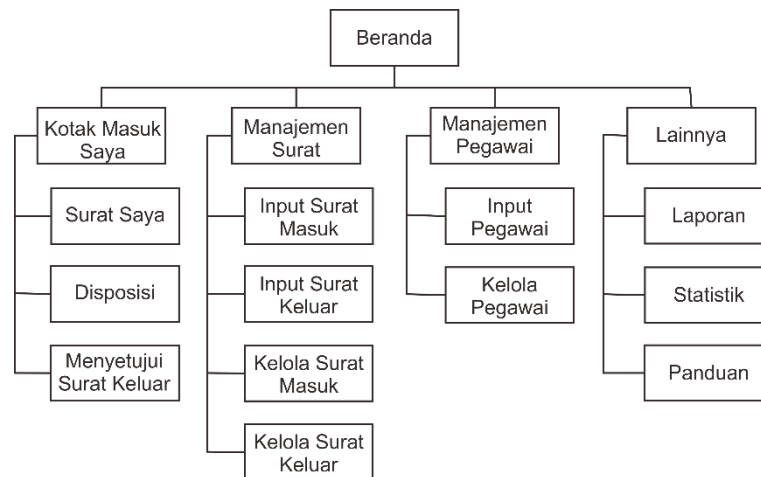 Beranda
Kotak Masuk
Saya
Manajemen
Surat
Manajemen
Pegawai
Lainnya
Surat Saya
Input Surat
Masuk
Input
Pegawai
Laporan
Disposisi
Input Surat
Keluar
Kelola
Pegawai
Statistik
Menyetujui
Surat Keluar
Kelola Surat
Masuk
Panduan
Kelola Surat
Keluar